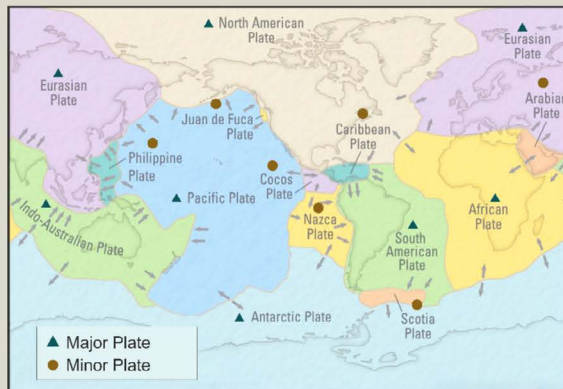 North American
Plate
Eurasian
Plate
Eurasian
Plate
Juan de Fuca
Plate
Arabian
Plate
Caribbean
Plate
Philippine
Plate
Cocos
Plate
Pacific Plate
Indo-Australian Plate
Nazca
Plate
African
Plate
South
American
Plate
Antarctic Plate
Scotia
Plate
Major Plate
Minor Plate